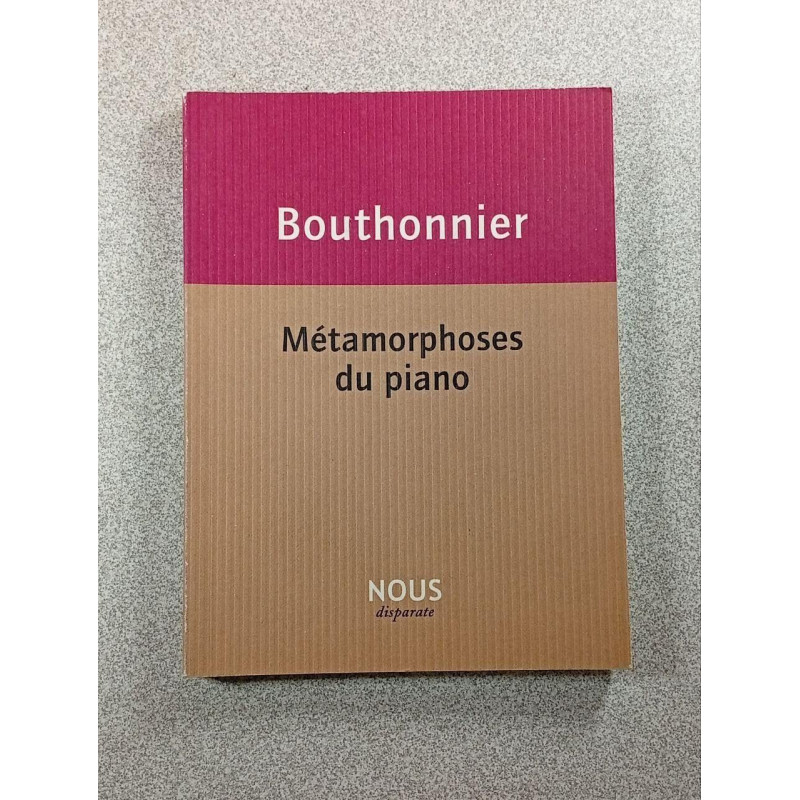 Bouthonnier
Métamorphoses
du piano
NOUS
disparate